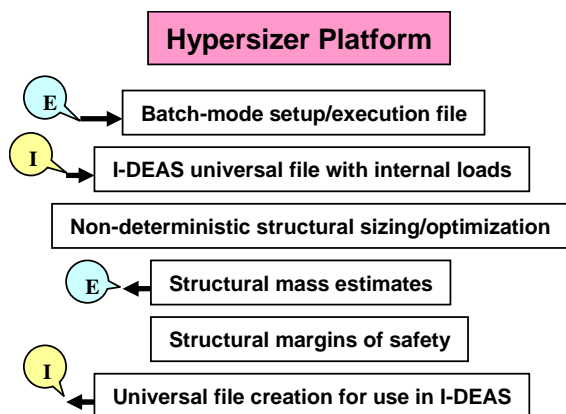 Hypersizer Platform
E
Batch-mode setup/execution file
I
I-DEAS universal file with internal loads
Non-deterministic structural sizing/optimization
E
Structural mass estimates
Structural margins of safety
I
Universal file creation for use in I-DEAS